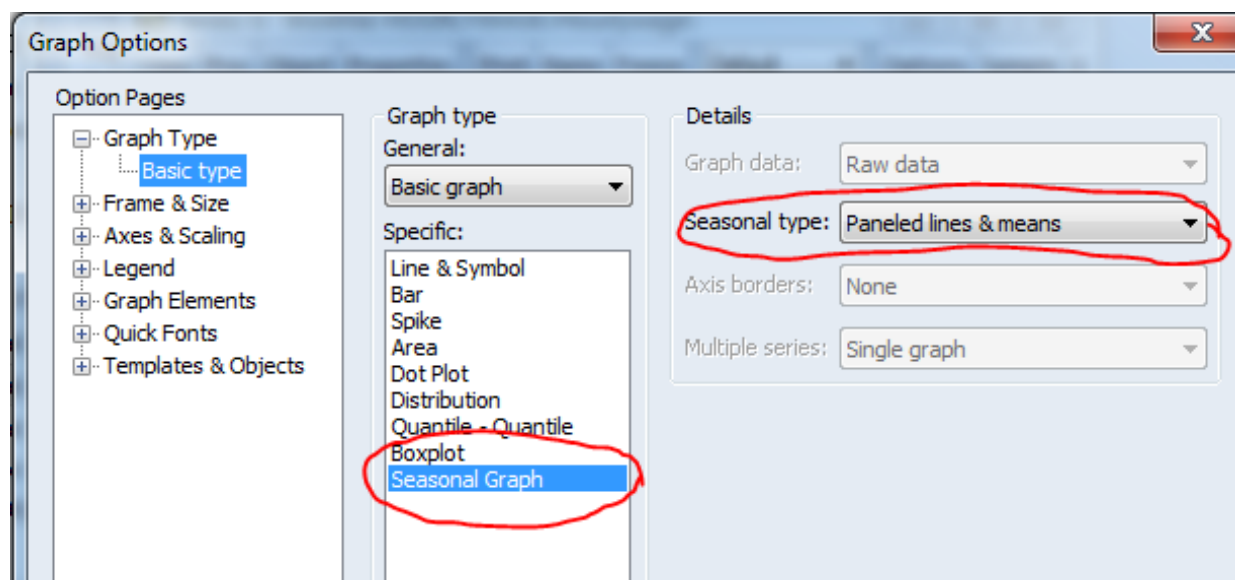 Graph Options
Option Pages
Graph Type
Basic type
Frame & Size
Axes & Scaling
Legend
Graph Elements
Quick Fonts
Templates & Objects
Graph type
General:
Basic graph
Specific:
Line & Symbol
Bar
Spike
Area
Dot Plot
Distribution
Quantile - Quantile
Boxplot
Seasonal Graph
Details
Graph data: Raw data
Seasonal type: Paneled lines & means
Axis borders: None
Multiple series: Single graph